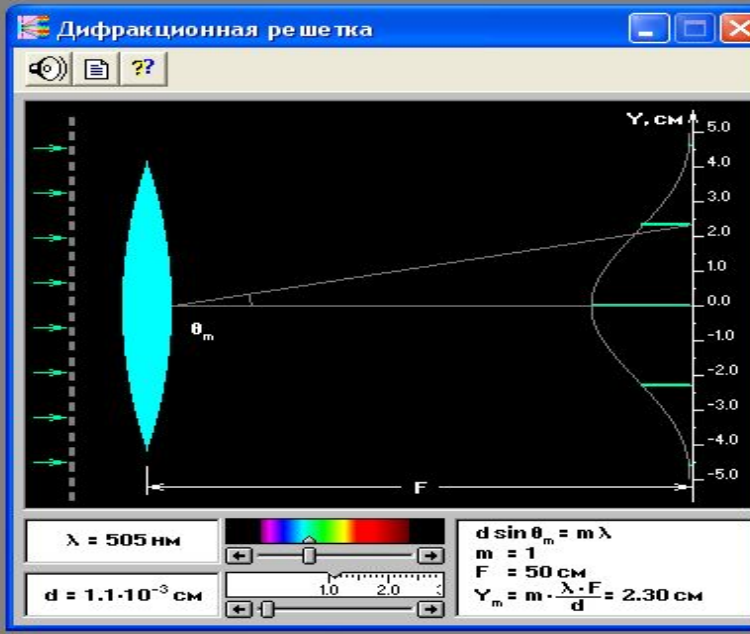 Дифракционная решетка
??
Y, см
5.0
4.0
3.0
2.0
1.0
0.0
-1.0
-2.0
-3.0
-4.0
-5.0
θm
F
λ = 505 нм
d = 1.1·10⁻³ см
1.0 2.0
d sin θm = m λ
m = 1
F = 50 см
Ym = m · λ·F/d = 2.30 см